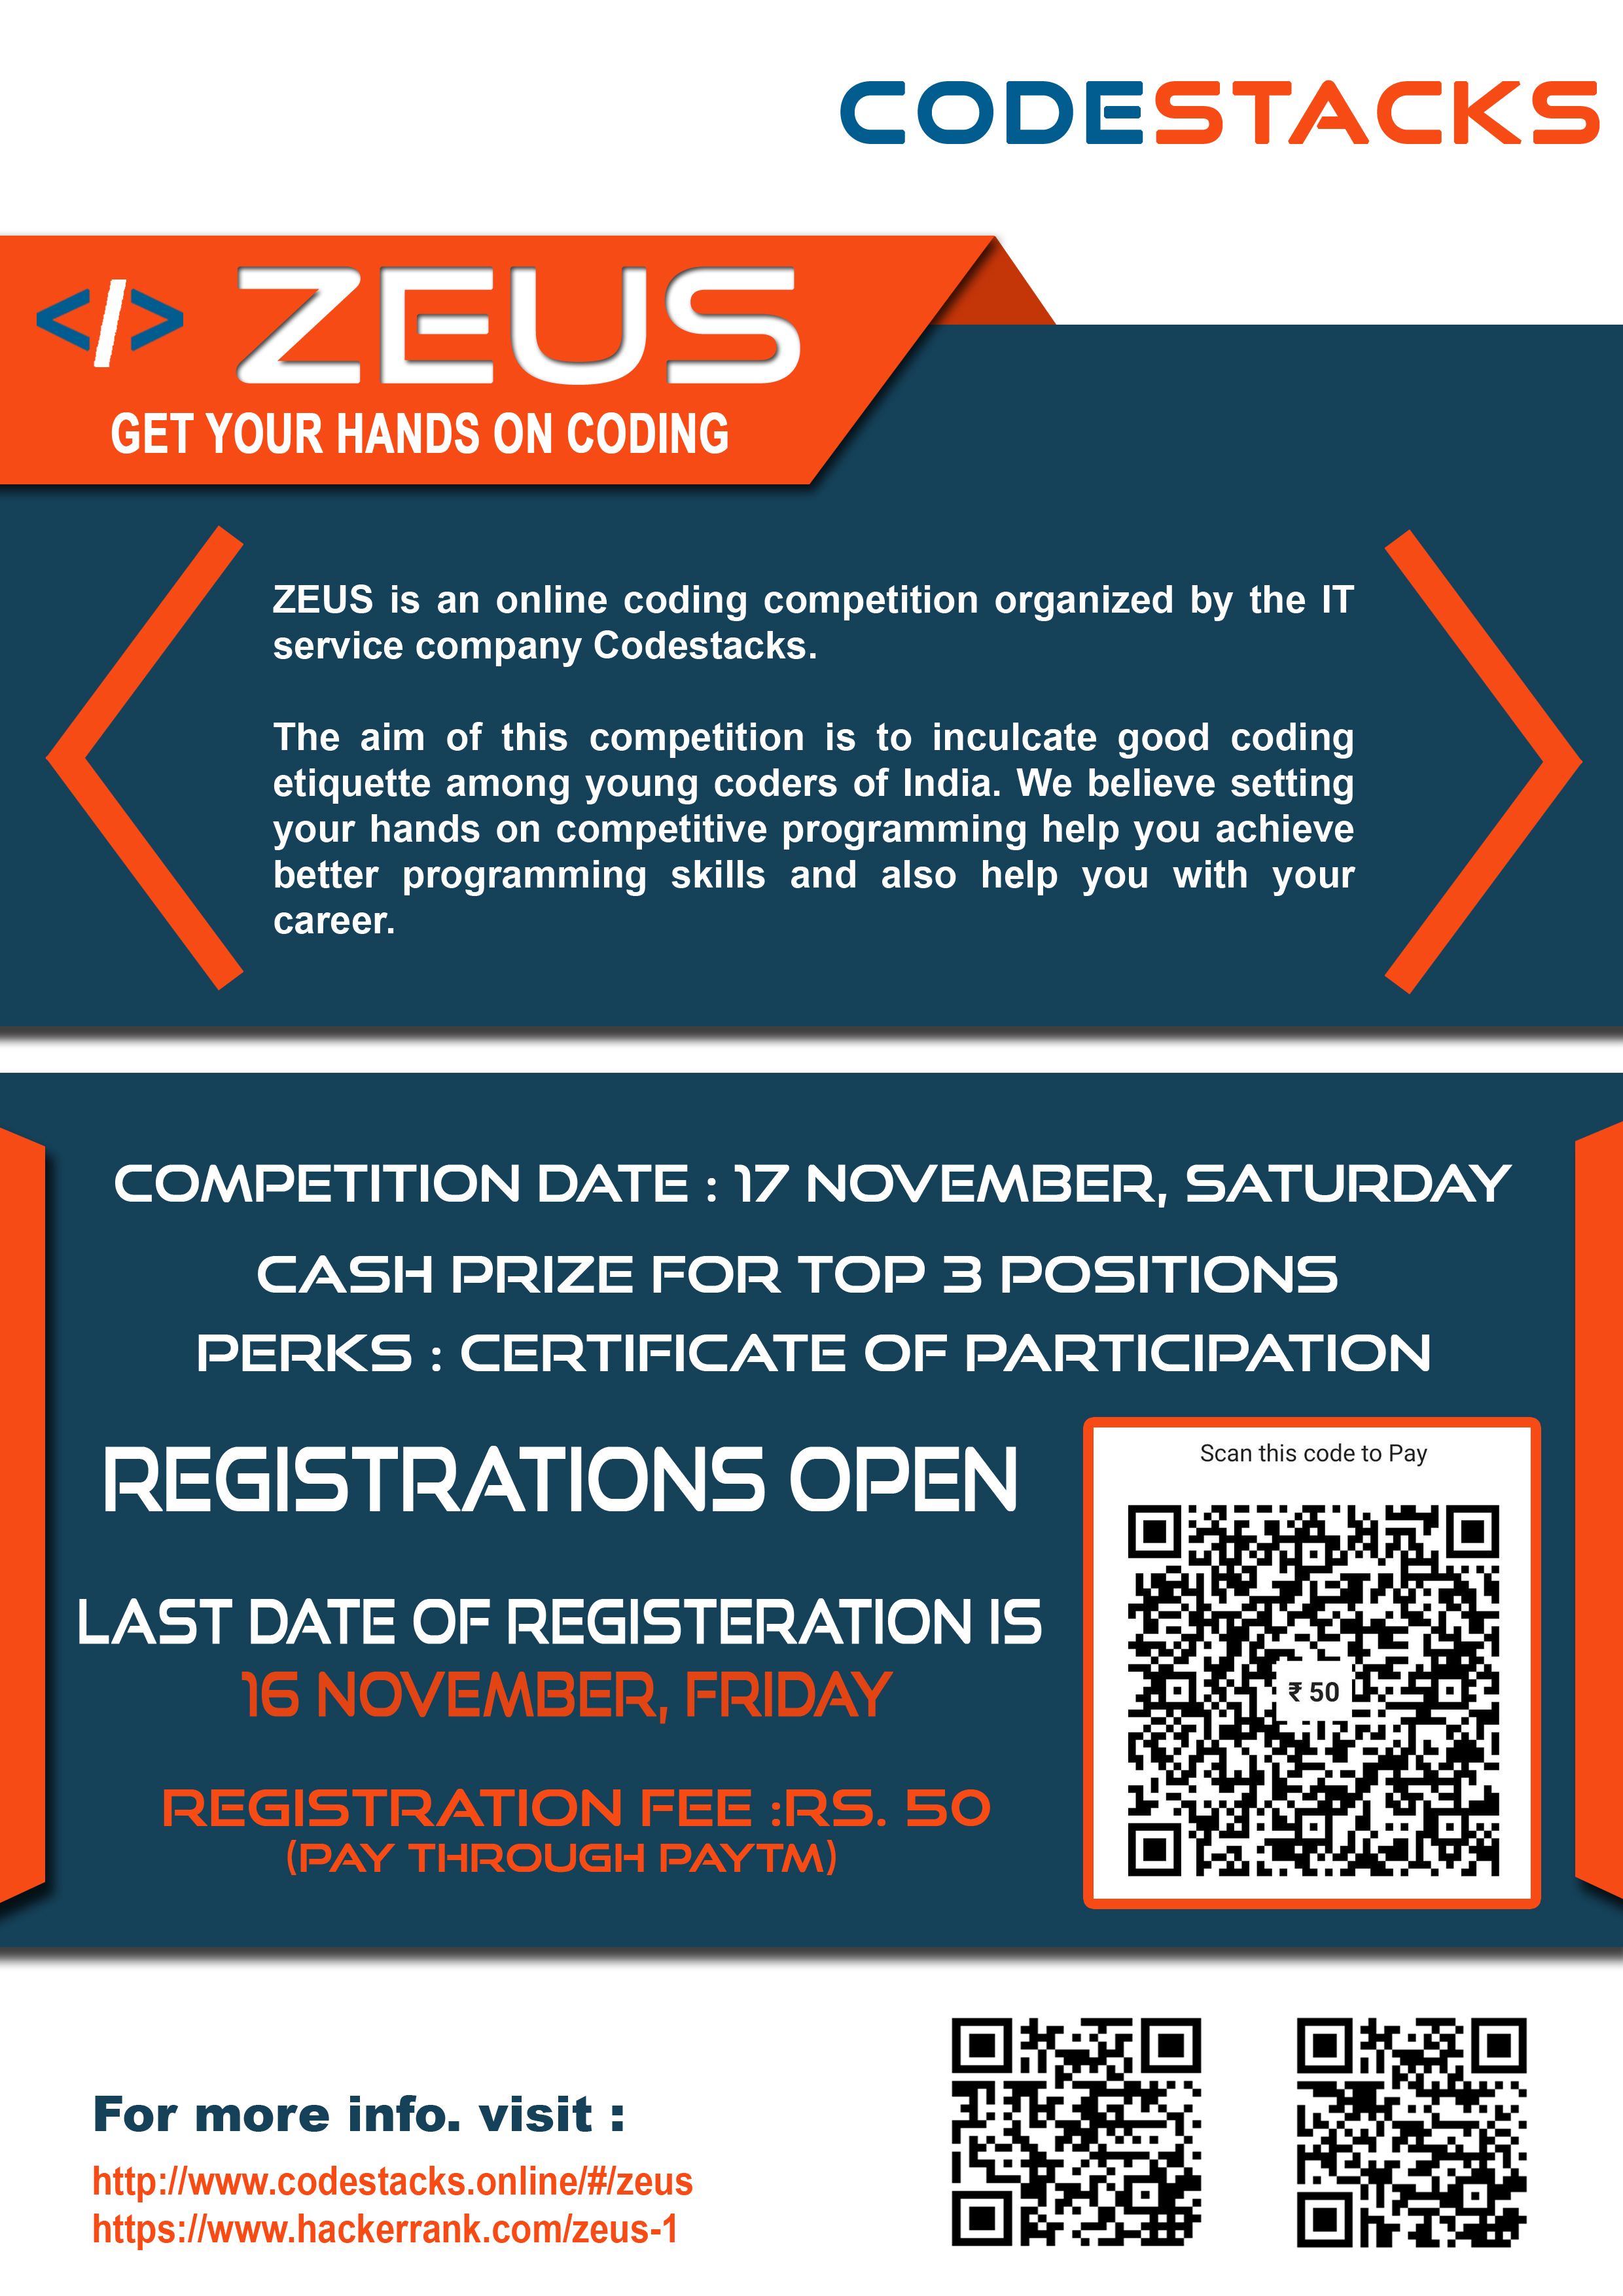 CODESTACKS
</> ZEUS
GET YOUR HANDS ON CODING
ZEUS is an online coding competition organized by the IT
service company Codestacks.
The aim of this competition is to inculcate good coding
etiquette among young coders of India. We believe setting
your hands on competitive programming help you achieve
better programming skills and also help you with your
career.
COMPETITION DATE : 17 NOVEMBER, SATURDAY
CASH PRIZE FOR TOP 3 POSITIONS
PERKS : CERTIFICATE OF PARTICIPATION
REGISTRATIONS OPEN
LAST DATE OF REGISTERATION IS
16 NOVEMBER, FRIDAY
REGISTRATION FEE :RS. 50
(PAY THROUGH PAYTM)
Scan this code to Pay
₹ 50
For more info. visit :
http://www.codestacks.online/#/zeus
https://www.hackerrank.com/zeus-1